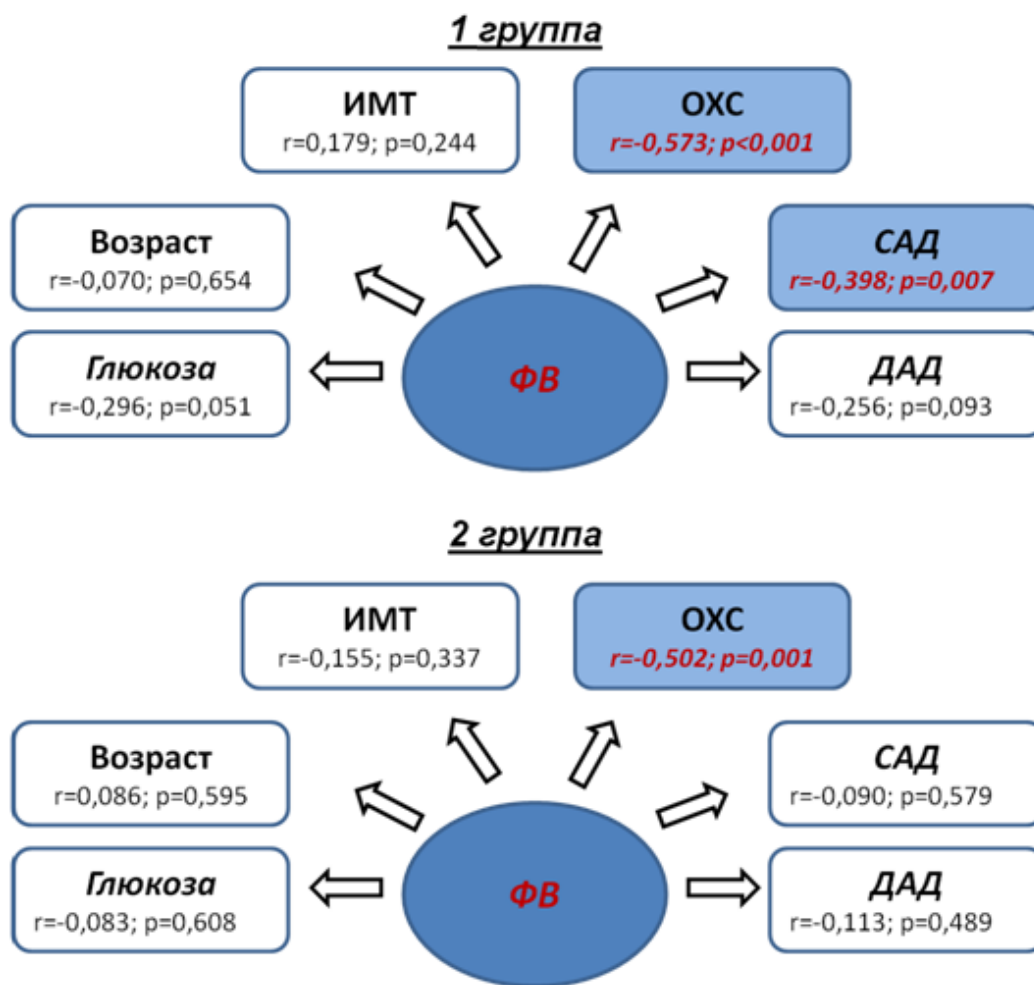 1 группа
ИМТ
r=0,179; p=0,244
ОХС
r=-0,573; p<0,001
Возраст
r=-0,070; p=0,654
САД
r=-0,398; p=0,007
Глюкоза
r=-0,296; p=0,051
ФВ
ДАД
r=-0,256; p=0,093
2 группа
ИМТ
r=-0,155; p=0,337
ОХС
r=-0,502; p=0,001
Возраст
r=0,086; p=0,595
САД
r=-0,090; p=0,579
Глюкоза
r=-0,083; p=0,608
ФВ
ДАД
r=-0,113; p=0,489